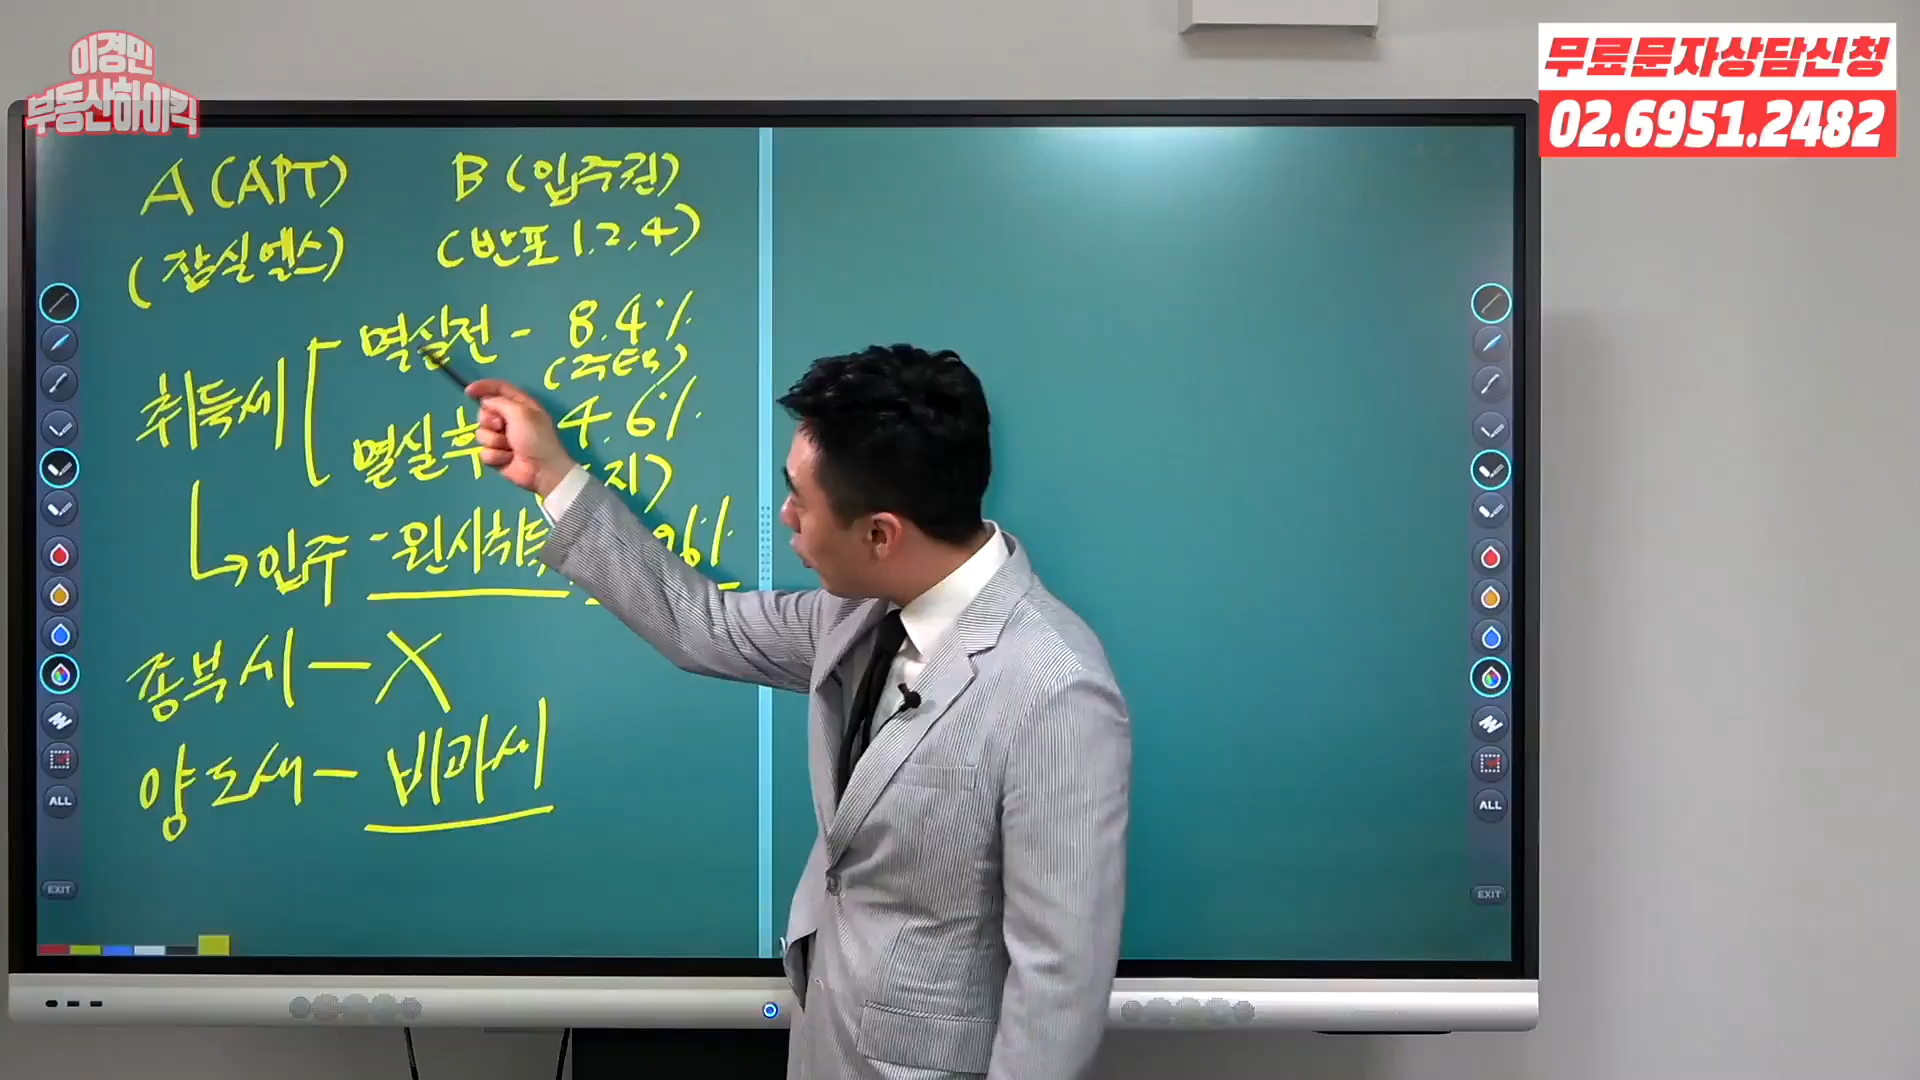 이경민
부동산하이킥
무료문자상담신청
02.6951.2482
A (APT) B (입주권)
(잠실엘스) (반포 1.2.4)
멸실전 - 8.4%
(주택)
취득세
멸실후 4.6%
지)
입주 - 원시취득 96%
종부세 - X
양도세 - 비과세
ALL
EXIT
ALL
EXIT